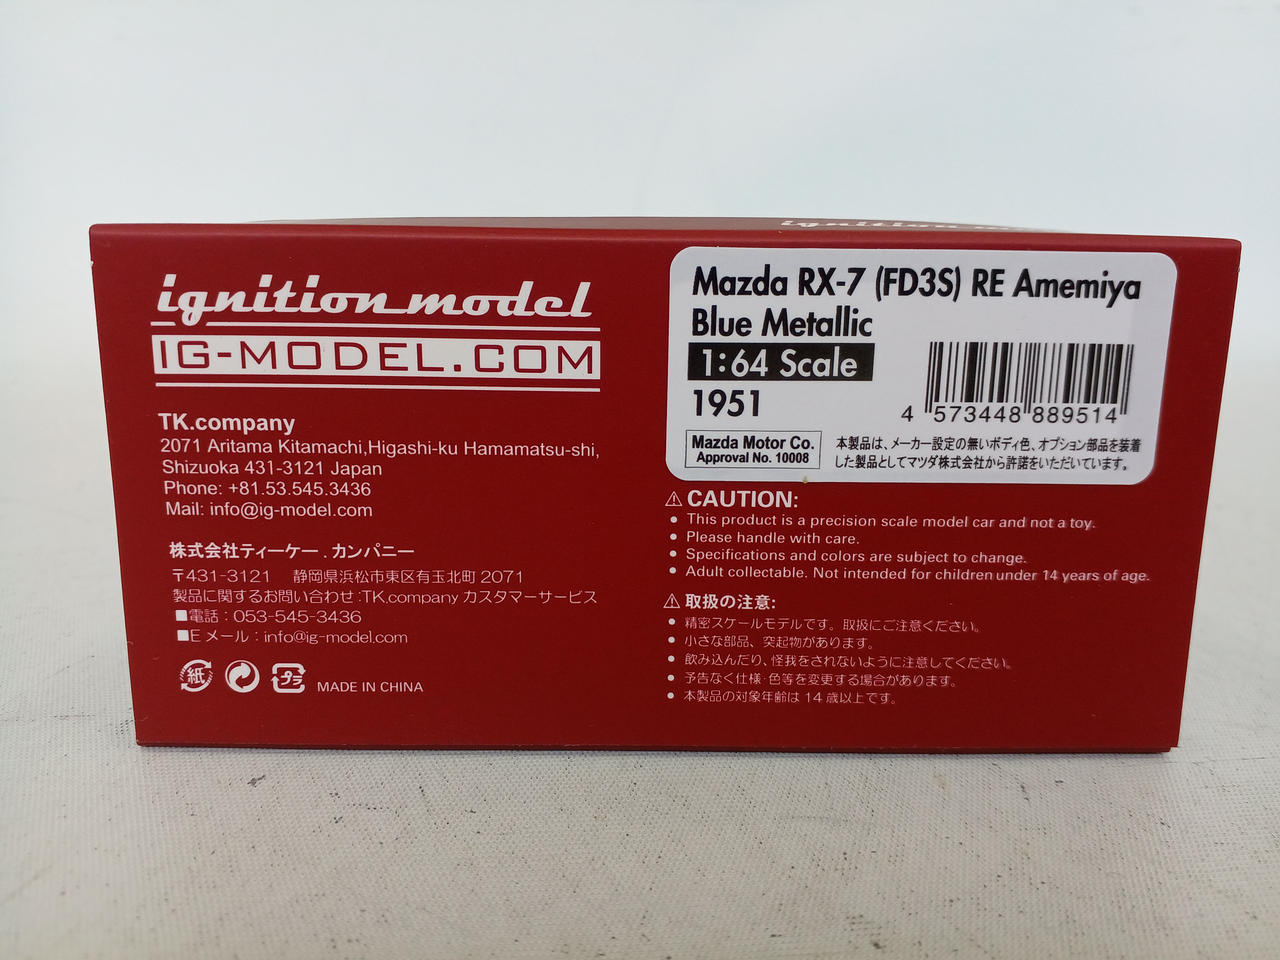 ignition model
ignition model
IG-MODEL.COM
TK.company
2071 Aritama Kitamachi,Higashi-ku Hamamatsu-shi,
Shizuoka 431-3121 Japan
Phone: +81.53.545.3436
Mail: info@ig-model.com
株式会社ティーケー．カンパニー
〒431-3121 静岡県浜松市東区有玉北町 2071
製品に関するお問い合わせ:TK.company カスタマーサービス
■電話：053-545-3436
■E メール：info@ig-model.com
紙
プラ
MADE IN CHINA
Mazda RX-7 (FD3S) RE Amemiya
Blue Metallic
1:64 Scale
1951
4 573448 889514
Mazda Motor Co.
Approval No. 10008
本製品は、メーカー設定の無いボディ色、オプション部品を装着
した製品としてマツダ株式会社から許諾をいただいています。
⚠ CAUTION:
• This product is a precision scale model car and not a toy.
• Please handle with care.
• Specifications and colors are subject to change.
• Adult collectable. Not intended for children under 14 years of age.
⚠ 取扱の注意:
• 精密スケールモデルです。取扱にご注意ください。
• 小さな部品、突起物があります。
• 飲み込んだり、怪我をされないように注意してください。
• 予告なく仕様・色等を変更する場合があります。
• 本製品の対象年齢は 14 歳以上です。